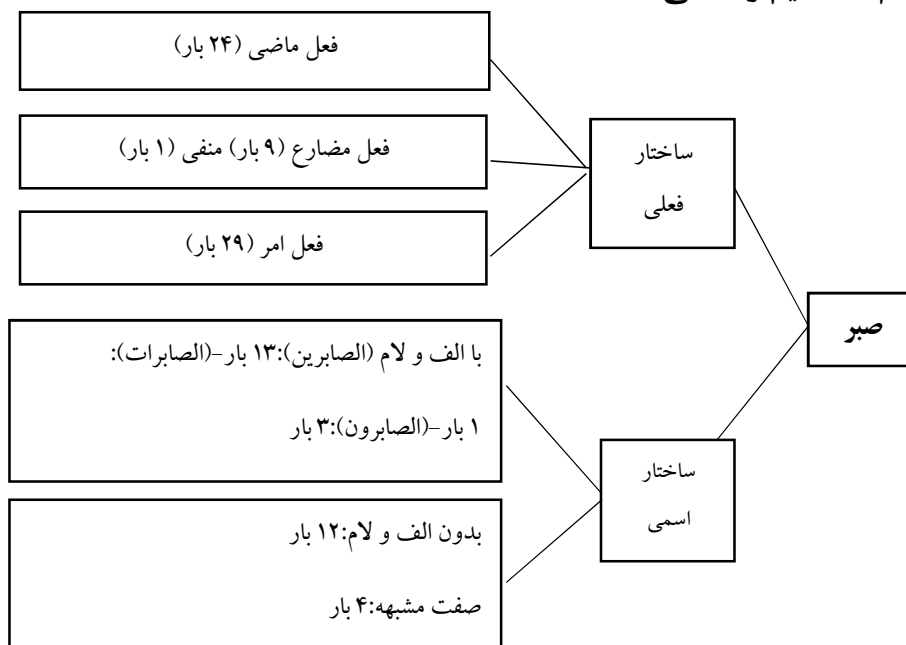 فعل ماضی (۲۴ بار)
فعل مضارع (۹ بار) منفی (۱ بار)
فعل امر (۲۹ بار)
ساختار
فعلی
صبر
با الف و لام (الصابرین):۱۳ بار-(الصابرات):
۱ بار-(الصابرون):۳ بار
ساختار
اسمی
بدون الف و لام:۱۲ بار
صفت مشبهه:۴ بار